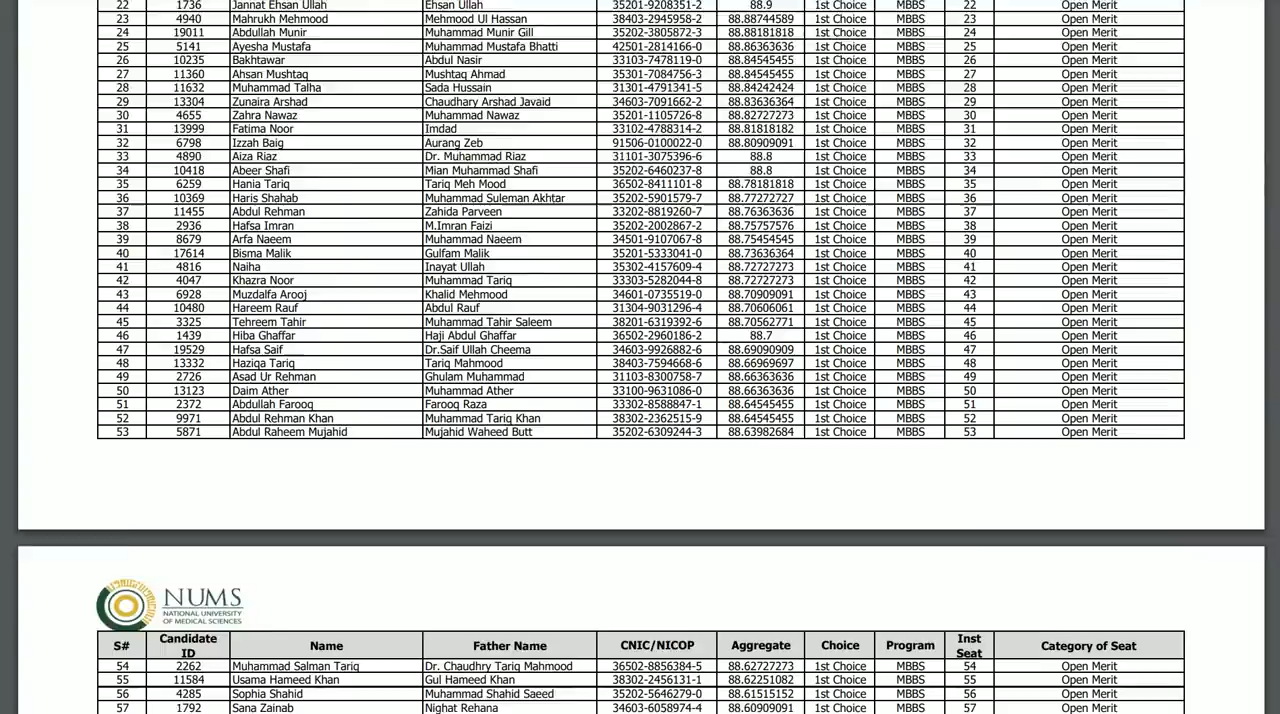 22 1736 Jannat Ehsan Ullah Ehsan Ullah 35201-9208351-2 88.9 1st Choice MBBS 22 Open Merit
23 4940 Mahrukh Mehmood Mehmood Ul Hassan 38403-2945958-2 88.88744589 1st Choice MBBS 23 Open Merit
24 19011 Abdullah Munir Muhammad Munir Gill 35202-3805872-3 88.88181818 1st Choice MBBS 24 Open Merit
25 5141 Ayesha Mustafa Muhammad Mustafa Bhatti 42501-2814166-0 88.86363636 1st Choice MBBS 25 Open Merit
26 10235 Bakhtawar Abdul Nasir 33103-7478119-0 88.84545455 1st Choice MBBS 26 Open Merit
27 11360 Ahsan Mushtaq Mushtaq Ahmad 35301-7084756-3 88.84545455 1st Choice MBBS 27 Open Merit
28 11632 Muhammad Talha Sada Hussain 31301-4791341-5 88.84242424 1st Choice MBBS 28 Open Merit
29 13304 Zunaira Arshad Chaudhary Arshad Javaid 34603-7091662-2 88.83636364 1st Choice MBBS 29 Open Merit
30 4655 Zahra Nawaz Muhammad Nawaz 35201-1105726-8 88.82727273 1st Choice MBBS 30 Open Merit
31 13999 Fatima Noor Imdad 33102-4788314-2 88.81818182 1st Choice MBBS 31 Open Merit
32 6798 Izzah Baig Aurang Zeb 91506-0100022-0 88.80909091 1st Choice MBBS 32 Open Merit
33 4890 Aiza Riaz Dr. Muhammad Riaz 31101-3075396-6 88.8 1st Choice MBBS 33 Open Merit
34 10418 Abeer Shafi Mian Muhammad Shafi 35202-6460237-8 88.8 1st Choice MBBS 34 Open Merit
35 6259 Hania Tariq Tariq Meh Mood 36502-8411101-8 88.78181818 1st Choice MBBS 35 Open Merit
36 10369 Haris Shahab Muhammad Suleman Akhtar 35202-5901579-7 88.77272727 1st Choice MBBS 36 Open Merit
37 11455 Abdul Rehman Zahida Parveen 33202-8819260-7 88.76363636 1st Choice MBBS 37 Open Merit
38 2936 Hafsa Imran M.Imran Faizi 35202-2002867-2 88.75757576 1st Choice MBBS 38 Open Merit
39 8679 Arfa Naeem Muhammad Naeem 34501-9107067-8 88.75454545 1st Choice MBBS 39 Open Merit
40 17614 Bisma Malik Gulfam Malik 35201-5333041-0 88.73636364 1st Choice MBBS 40 Open Merit
41 4816 Naiha Inayat Ullah 35302-4157609-4 88.72727273 1st Choice MBBS 41 Open Merit
42 4047 Khazra Noor Muhammad Tariq 33303-5282044-8 88.72727273 1st Choice MBBS 42 Open Merit
43 6928 Muzdalfa Arooj Khalid Mehmood 34601-0735519-0 88.70909091 1st Choice MBBS 43 Open Merit
44 10480 Hareem Rauf Abdul Rauf 31304-9031296-4 88.70606061 1st Choice MBBS 44 Open Merit
45 3325 Tehreem Tahir Muhammad Tahir Saleem 38201-6319392-6 88.70562771 1st Choice MBBS 45 Open Merit
46 1439 Hiba Ghaffar Haji Abdul Ghaffar 36502-2960186-2 88.7 1st Choice MBBS 46 Open Merit
47 19529 Hafsa Saif Dr.Saif Ullah Cheema 34603-9926882-6 88.69090909 1st Choice MBBS 47 Open Merit
48 13332 Haziqa Tariq Tariq Mahmood 38403-7594668-6 88.66969697 1st Choice MBBS 48 Open Merit
49 2726 Asad Ur Rehman Ghulam Muhammad 31103-8300758-7 88.66363636 1st Choice MBBS 49 Open Merit
50 13123 Daim Ather Muhammad Ather 33100-9631086-0 88.66363636 1st Choice MBBS 50 Open Merit
51 2372 Abdullah Farooq Farooq Raza 33302-8588847-1 88.64545455 1st Choice MBBS 51 Open Merit
52 9971 Abdul Rehman Khan Muhammad Tariq Khan 38302-2362515-9 88.64545455 1st Choice MBBS 52 Open Merit
53 5871 Abdul Raheem Mujahid Mujahid Waheed Butt 35202-6309244-3 88.63982684 1st Choice MBBS 53 Open Merit
NUMS
NATIONAL UNIVERSITY
OF MEDICAL SCIENCES
S# Candidate ID Name Father Name CNIC/NICOP Aggregate Choice Program Inst Seat Category of Seat
54 2262 Muhammad Salman Tariq Dr. Chaudhry Tariq Mahmood 36502-8856384-5 88.62727273 1st Choice MBBS 54 Open Merit
55 11584 Usama Hameed Khan Gul Hameed Khan 38302-2456131-1 88.62251082 1st Choice MBBS 55 Open Merit
56 4285 Sophia Shahid Muhammad Shahid Saeed 35202-5646279-0 88.61515152 1st Choice MBBS 56 Open Merit
57 1792 Sana Zainab Nighat Rehana 34603-6058974-4 88.60909091 1st Choice MBBS 57 Open Merit